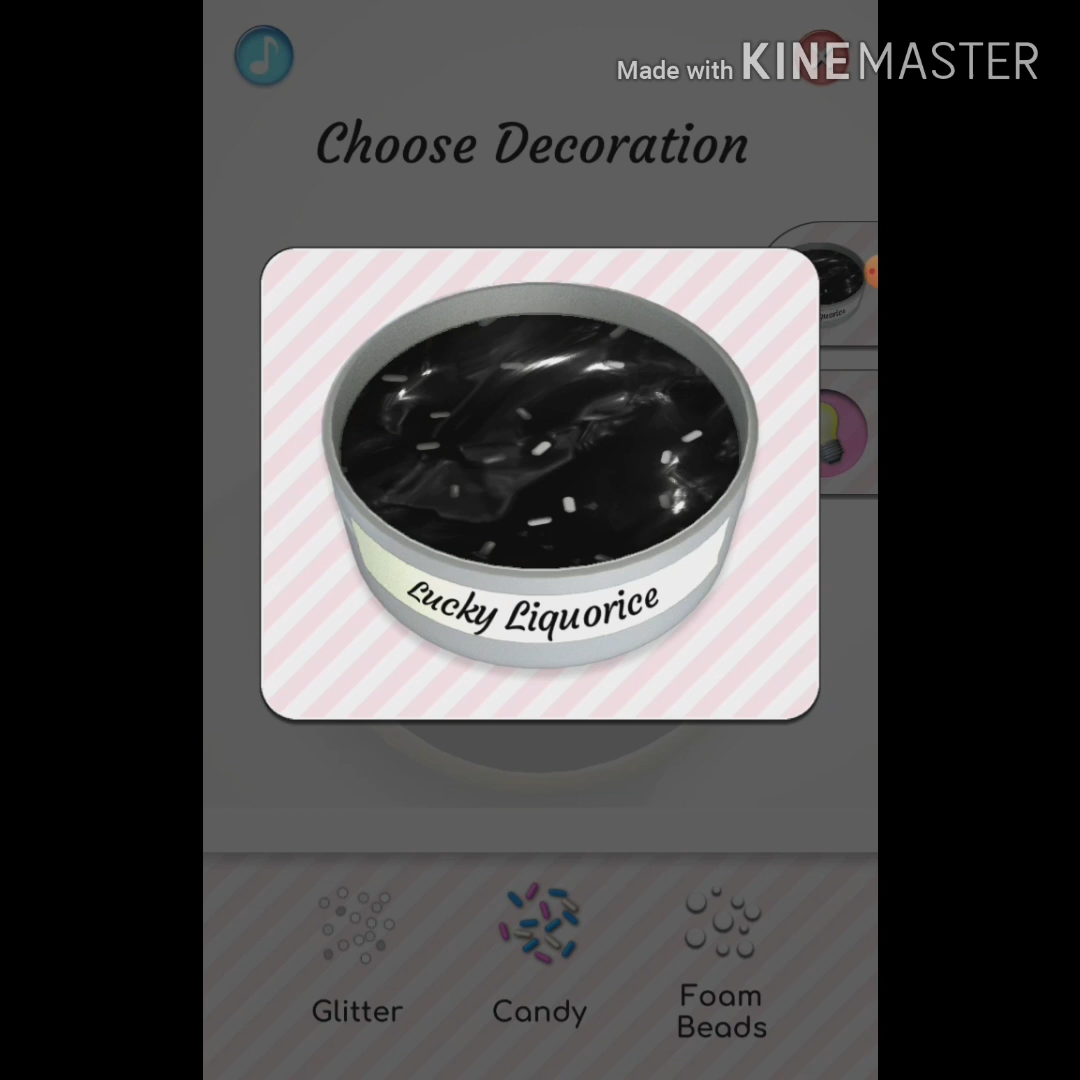 Made with KINEMASTER
Choose Decoration
Lucky Liquorice
Glitter
Candy
Foam
Beads